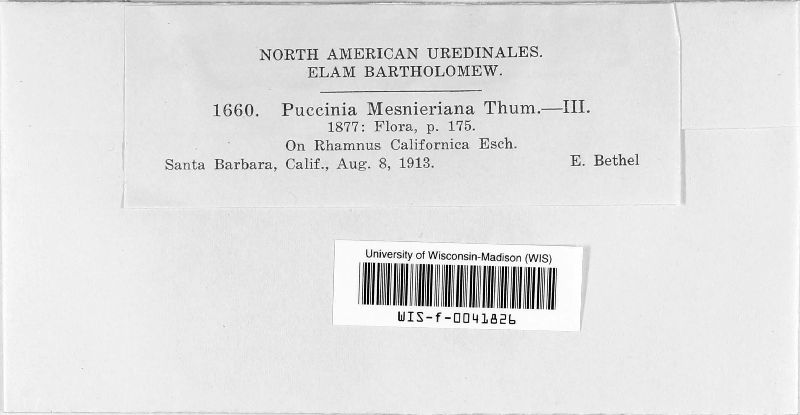 NORTH AMERICAN UREDINALES.
ELAM BARTHOLOMEW.
1660. Puccinia Mesnieriana Thum.—III.
1877: Flora, p. 175.
On Rhamnus Californica Esch.
Santa Barbara, Calif., Aug. 8, 1913. E. Bethel
University of Wisconsin-Madison (WIS)
WIS-f-0041826